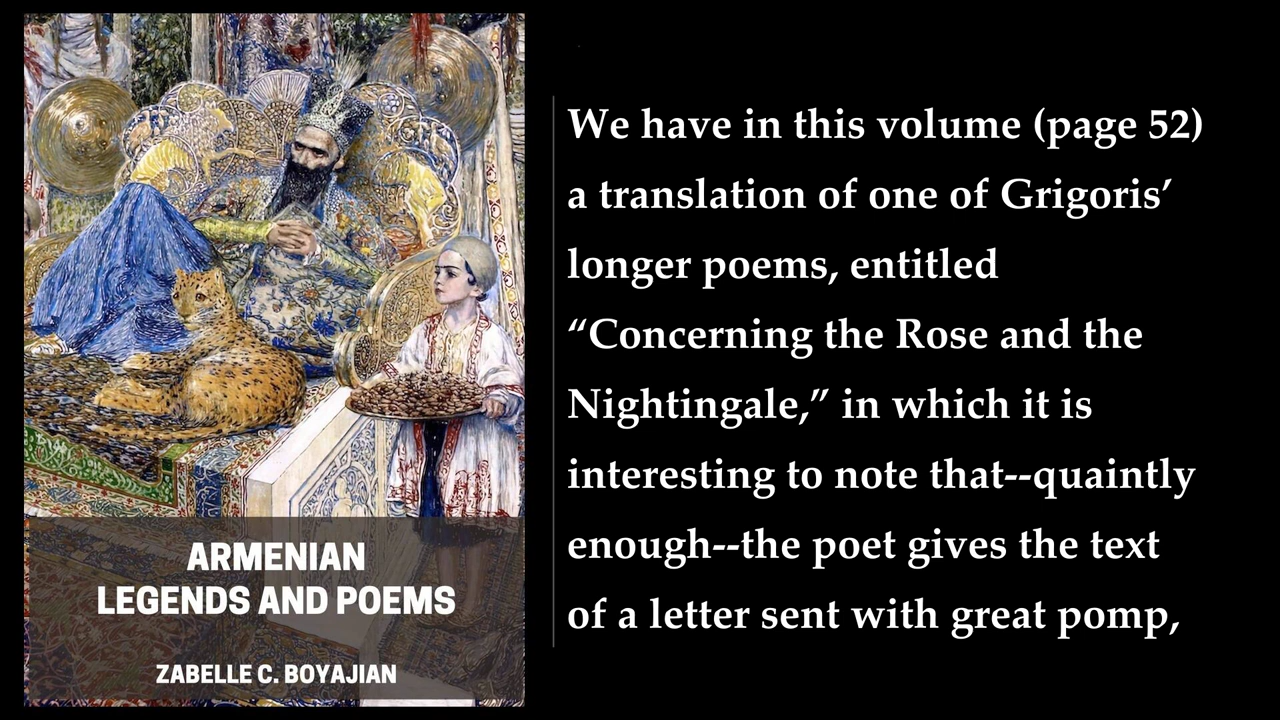 ARMENIAN
LEGENDS AND POEMS
ZABELLE C. BOYAJIAN
We have in this volume (page 52)
a translation of one of Grigoris’
longer poems, entitled
“Concerning the Rose and the
Nightingale,” in which it is
interesting to note that--quaintly
enough--the poet gives the text
of a letter sent with great pomp,